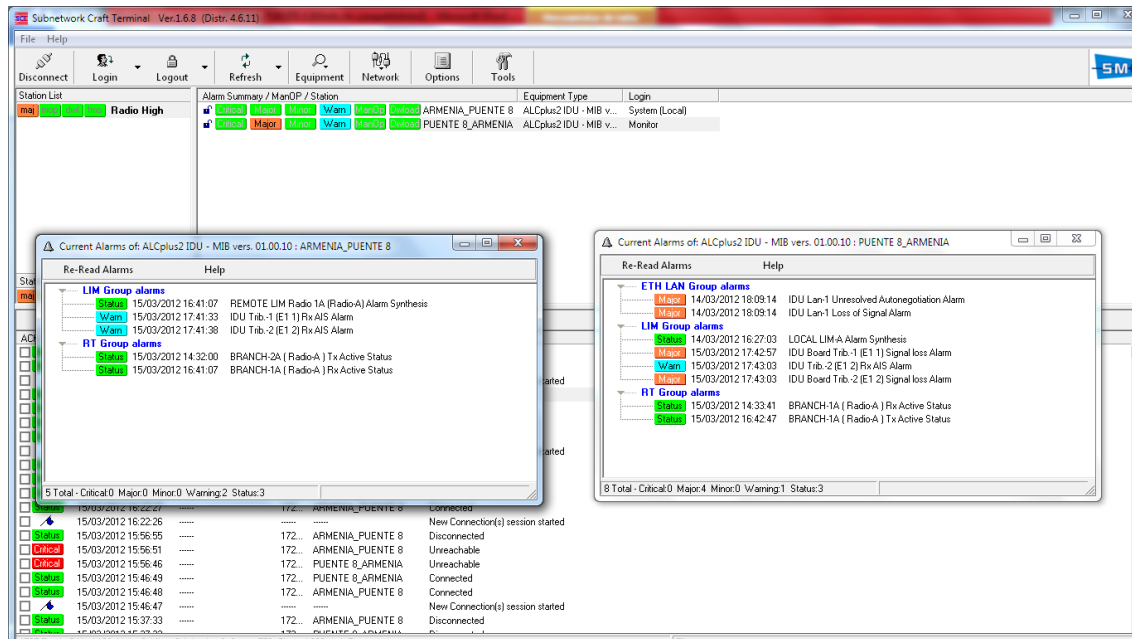 Subnetwork Craft Terminal Ver.1.6.8 (Distr. 4.6.11)
File Help
Disconnect Login Logout Refresh Equipment Network Options Tools
SM
Station List
Alarm Summary / ManOP / Station Equipment Type Login
maj Radio High
Critical Major Minor Warn ManOp Dwload ARMENIA_PUENTE 8 ALCplus2 IDU - MIB v... System (Local)
Critical Major Minor Warn ManOp Dwload PUENTE 8_ARMENIA ALCplus2 IDU - MIB v... Monitor
Current Alarms of: ALCplus2 IDU - MIB vers. 01.00.10 : ARMENIA_PUENTE 8
Re-Read Alarms Help
LIM Group alarms
Status 15/03/2012 16:41:07 REMOTE LIM Radio 1A (Radio-A) Alarm Synthesis
Warn 15/03/2012 17:41:33 IDU Trib.-1 (E1 1) Rx AIS Alarm
Warn 15/03/2012 17:41:38 IDU Trib.-2 (E1 2) Rx AIS Alarm
RT Group alarms
Status 15/03/2012 14:32:00 BRANCH-2A ( Radio-A ) Tx Active Status
Status 15/03/2012 16:41:07 BRANCH-1A ( Radio-A ) Rx Active Status
5 Total - Critical:0 Major:0 Minor:0 Warning:2 Status:3
Current Alarms of: ALCplus2 IDU - MIB vers. 01.00.10 : PUENTE 8_ARMENIA
Re-Read Alarms Help
ETH LAN Group alarms
Major 14/03/2012 18:09:14 IDU Lan-1 Unresolved Autonegotiation Alarm
Major 14/03/2012 18:09:14 IDU Lan-1 Loss of Signal Alarm
LIM Group alarms
Status 14/03/2012 16:27:03 LOCAL LIM-A Alarm Synthesis
Major 15/03/2012 17:42:57 IDU Board Trib.-1 (E1 1) Signal loss Alarm
Warn 15/03/2012 17:43:03 IDU Trib.-2 (E1 2) Rx AIS Alarm
Major 15/03/2012 17:43:03 IDU Board Trib.-2 (E1 2) Signal loss Alarm
RT Group alarms
Status 15/03/2012 14:33:41 BRANCH-1A ( Radio-A ) Rx Active Status
Status 15/03/2012 16:42:47 BRANCH-1A ( Radio-A ) Tx Active Status
8 Total - Critical:0 Major:4 Minor:0 Warning:1 Status:3
Status 15/03/2012 16:22:27 ------ 172... ARMENIA_PUENTE 8 Connected
15/03/2012 16:22:26 ------ ------ ------ New Connection(s) session started
Status 15/03/2012 15:56:55 ------ 172... ARMENIA_PUENTE 8 Disconnected
Critical 15/03/2012 15:56:51 ------ 172... ARMENIA_PUENTE 8 Unreachable
Critical 15/03/2012 15:56:46 ------ 172... PUENTE 8_ARMENIA Unreachable
Status 15/03/2012 15:46:49 ------ 172... PUENTE 8_ARMENIA Connected
Status 15/03/2012 15:46:48 ------ 172... ARMENIA_PUENTE 8 Connected
15/03/2012 15:46:47 ------ ------ ------ New Connection(s) session started
Status 15/03/2012 15:37:33 ------ 172... ARMENIA_PUENTE 8 Disconnected